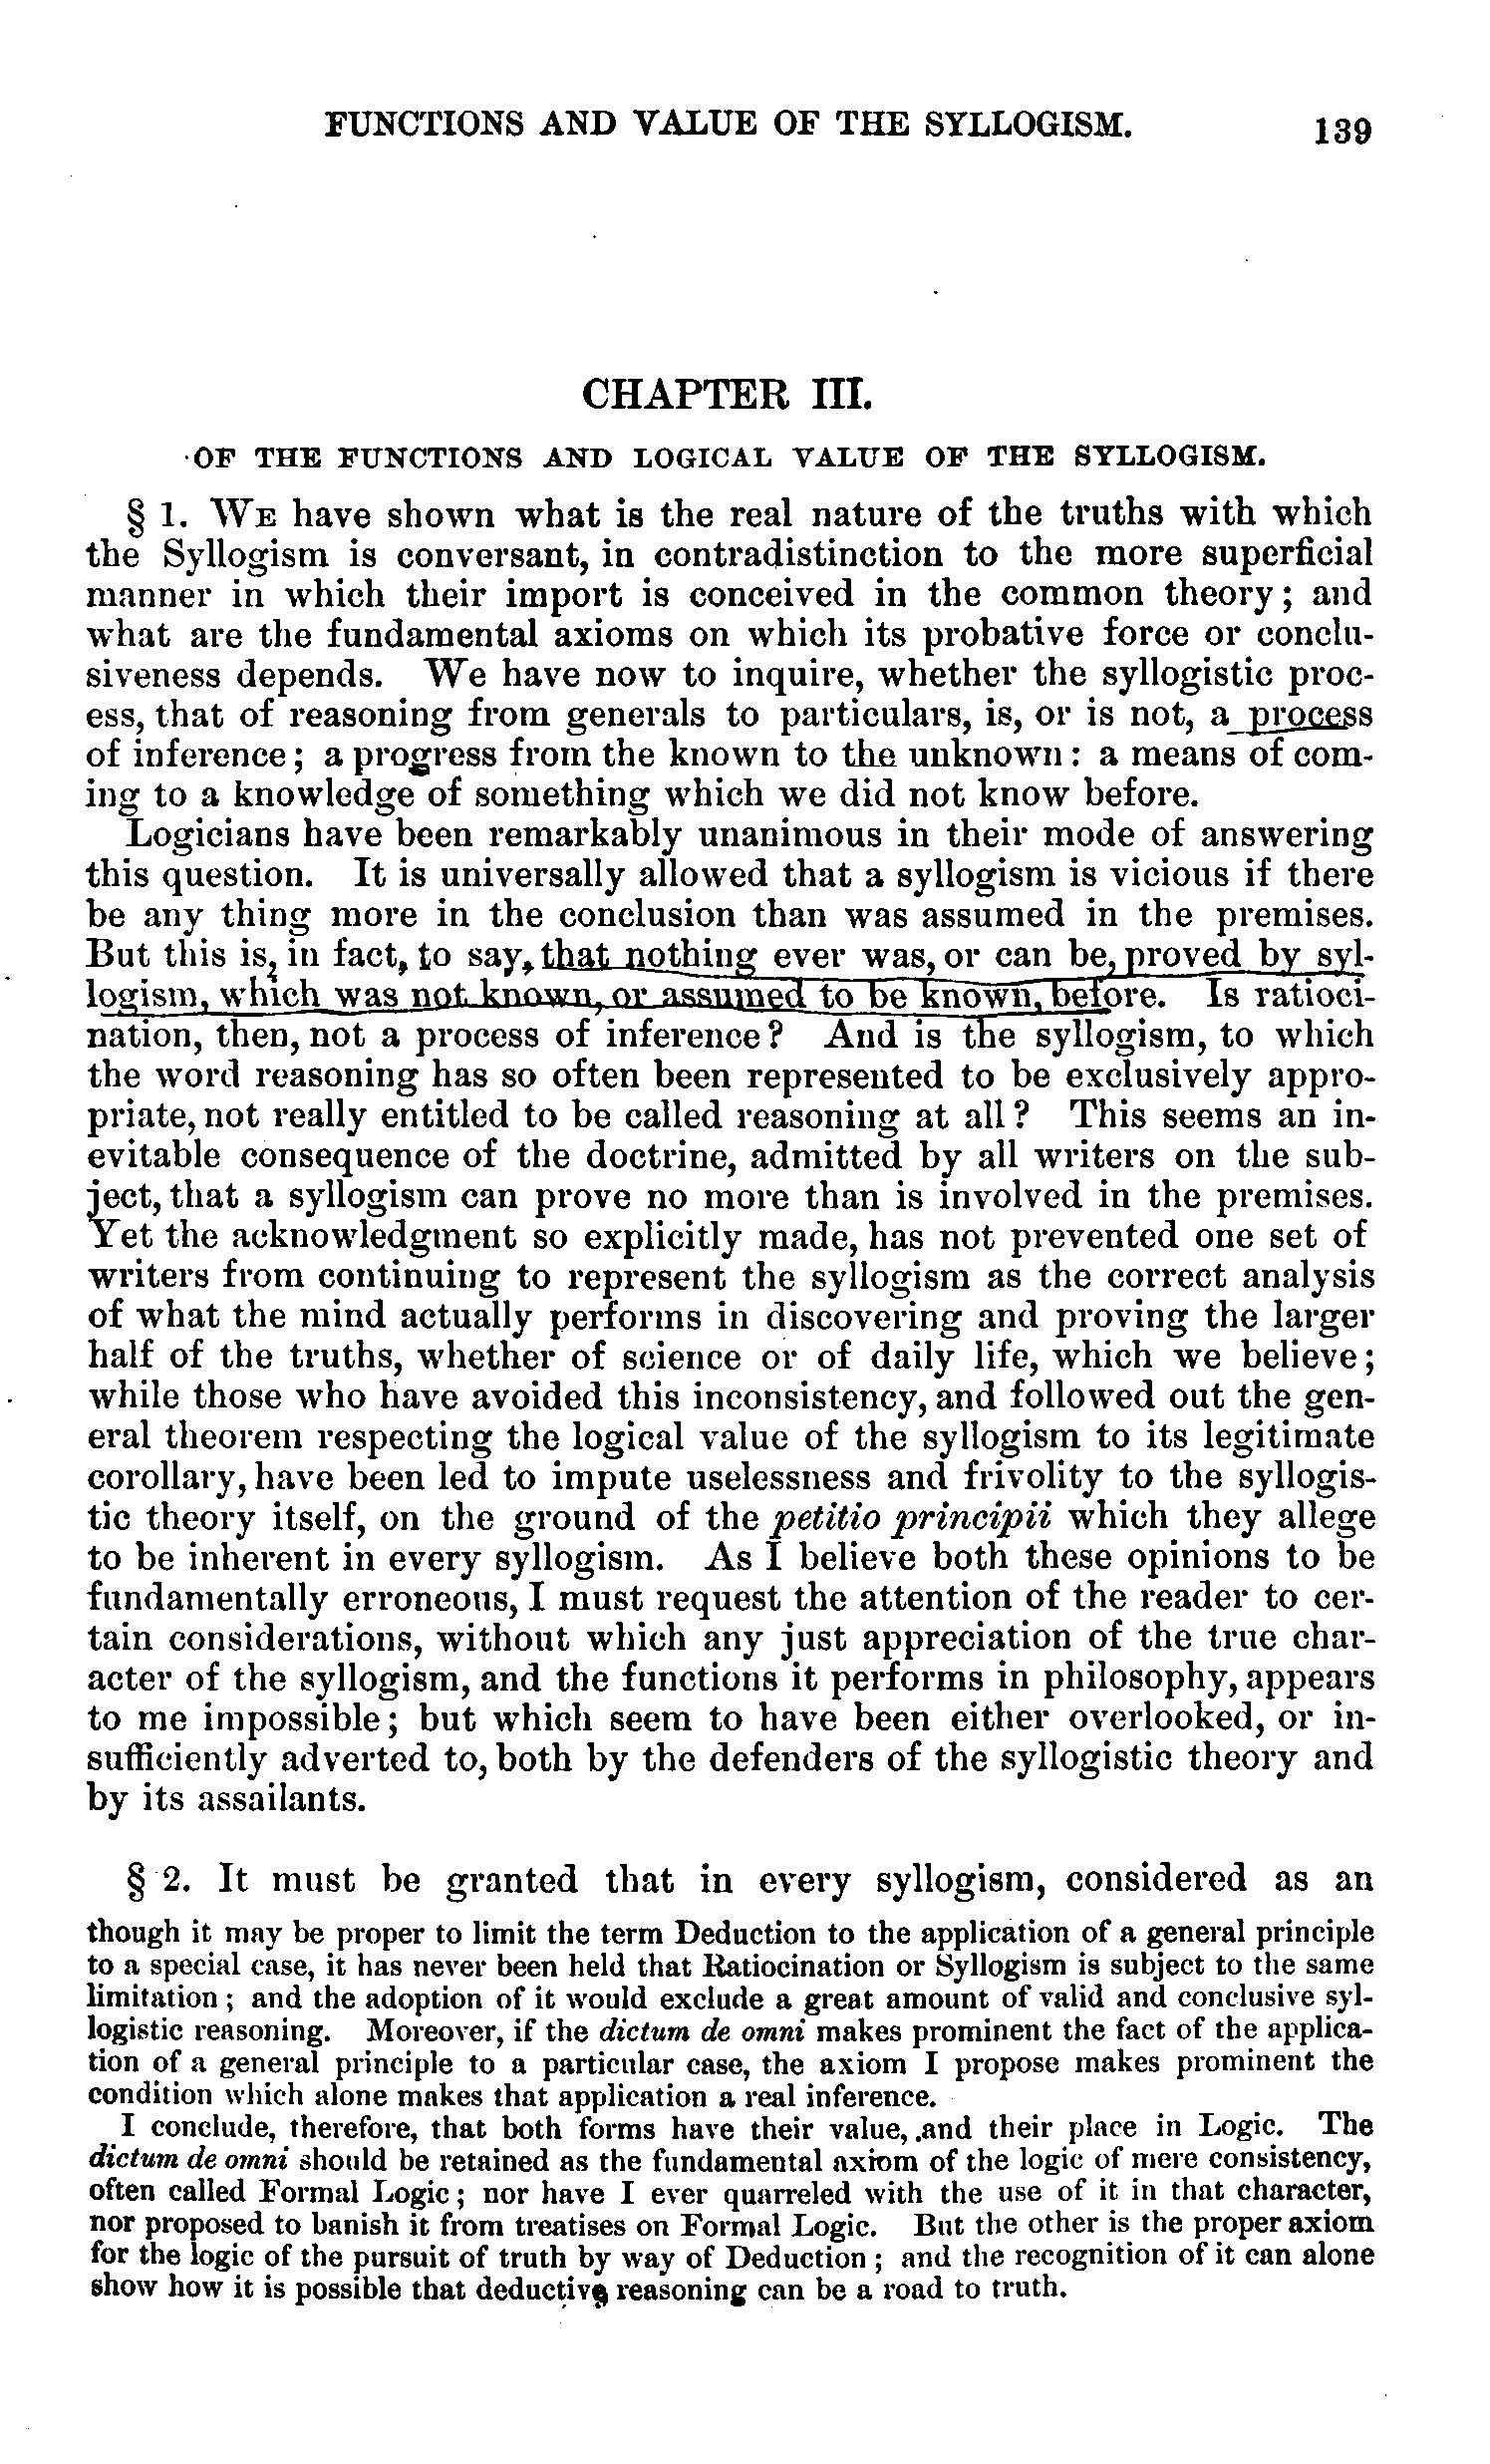 FUNCTIONS AND VALUE OF THE SYLLOGISM. 139
CHAPTER III.
OF THE FUNCTIONS AND LOGICAL VALUE OF THE SYLLOGISM.
§ 1. WE have shown what is the real nature of the truths with which
the Syllogism is conversant, in contradistinction to the more superficial
manner in which their import is conceived in the common theory; and
what are the fundamental axioms on which its probative force or conclu-
siveness depends. We have now to inquire, whether the syllogistic proc-
ess, that of reasoning from generals to particulars, is, or is not, a process
of inference; a progress from the known to the unknown: a means of com-
ing to a knowledge of something which we did not know before.
Logicians have been remarkably unanimous in their mode of answering
this question. It is universally allowed that a syllogism is vicious if there
be any thing more in the conclusion than was assumed in the premises.
But this is, in fact, to say, that nothing ever was, or can be, proved by syl-
logism, which was not known, or assumed to be known, before. Is ratioci-
nation, then, not a process of inference? And is the syllogism, to which
the word reasoning has so often been represented to be exclusively appro-
priate, not really entitled to be called reasoning at all? This seems an in-
evitable consequence of the doctrine, admitted by all writers on the sub-
ject, that a syllogism can prove no more than is involved in the premises.
Yet the acknowledgment so explicitly made, has not prevented one set of
writers from continuing to represent the syllogism as the correct analysis
of what the mind actually performs in discovering and proving the larger
half of the truths, whether of science or of daily life, which we believe;
while those who have avoided this inconsistency, and followed out the gen-
eral theorem respecting the logical value of the syllogism to its legitimate
corollary, have been led to impute uselessness and frivolity to the syllogis-
tic theory itself, on the ground of the petitio principii which they allege
to be inherent in every syllogism. As I believe both these opinions to be
fundamentally erroneous, I must request the attention of the reader to cer-
tain considerations, without which any just appreciation of the true char-
acter of the syllogism, and the functions it performs in philosophy, appears
to me impossible; but which seem to have been either overlooked, or in-
sufficiently adverted to, both by the defenders of the syllogistic theory and
by its assailants.
§ 2. It must be granted that in every syllogism, considered as an
though it may be proper to limit the term Deduction to the application of a general principle
to a special case, it has never been held that Ratiocination or Syllogism is subject to the same
limitation; and the adoption of it would exclude a great amount of valid and conclusive syl-
logistic reasoning. Moreover, if the dictum de omni makes prominent the fact of the applica-
tion of a general principle to a particular case, the axiom I propose makes prominent the
condition which alone makes that application a real inference.
I conclude, therefore, that both forms have their value, and their place in Logic. The
dictum de omni should be retained as the fundamental axiom of the logic of mere consistency,
often called Formal Logic; nor have I ever quarreled with the use of it in that character,
nor proposed to banish it from treatises on Formal Logic. But the other is the proper axiom
for the logic of the pursuit of truth by way of Deduction; and the recognition of it can alone
show how it is possible that deductive reasoning can be a road to truth.